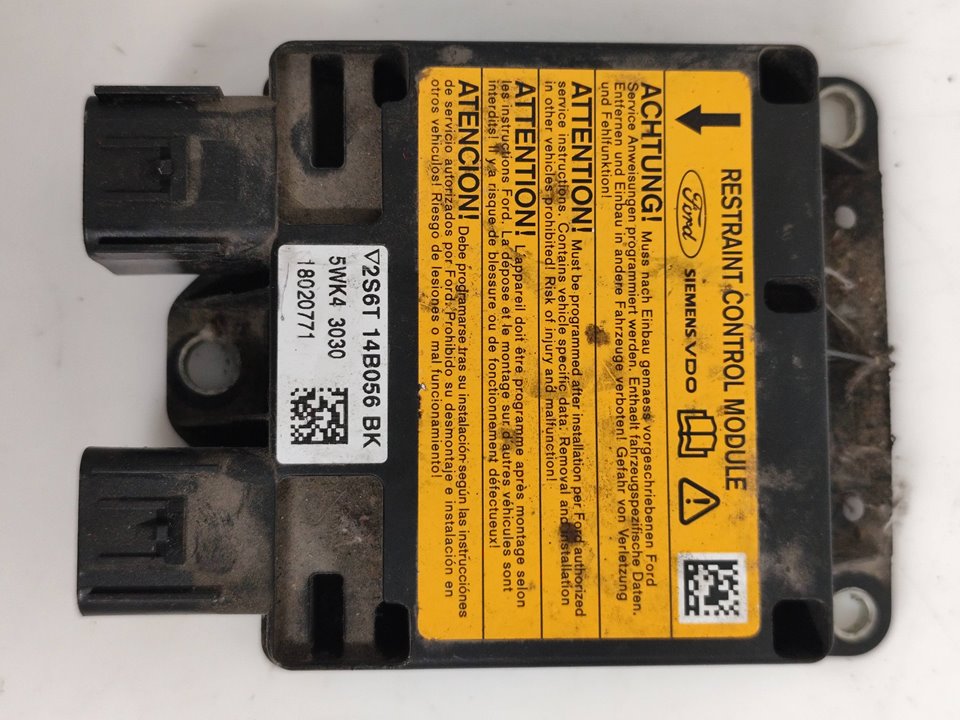 RESTRAINT CONTROL MODULE
Ford SIEMENS VDO
ACHTUNG! Muss nach Einbau gemaess vorgeschriebenen Ford
Service Anweisungen programmiert werden. Enthaelt fahrzeugspezifische Daten.
Entfernen und Einbau in andere Fahrzeuge verboten! Gefahr von Verletzung
und Fehlfunktion!
ATTENTION! Must be programmed after installation per Ford authorized
service instructions. Contains vehicle specific data. Removal and installation
in other vehicles prohibited! Risk of injury and malfunction!
ATTENTION! L'appareil doit être programmé après montage selon
les instructions Ford. La dépose et le montage sur d'autres véhicules sont
interdits! Il y a risque de blessure ou de fonctionnement défectueux!
ATENCION! Debe programarse tras su instalación según las instrucciónes
de servicio autorizados por Ford. Prohibido su desmontaje e instalación en
otros vehiculos! Riesgo de lesiones o mal funcionamiento!
▽2S6T 14B056 BK
5WK4 3030
18020771